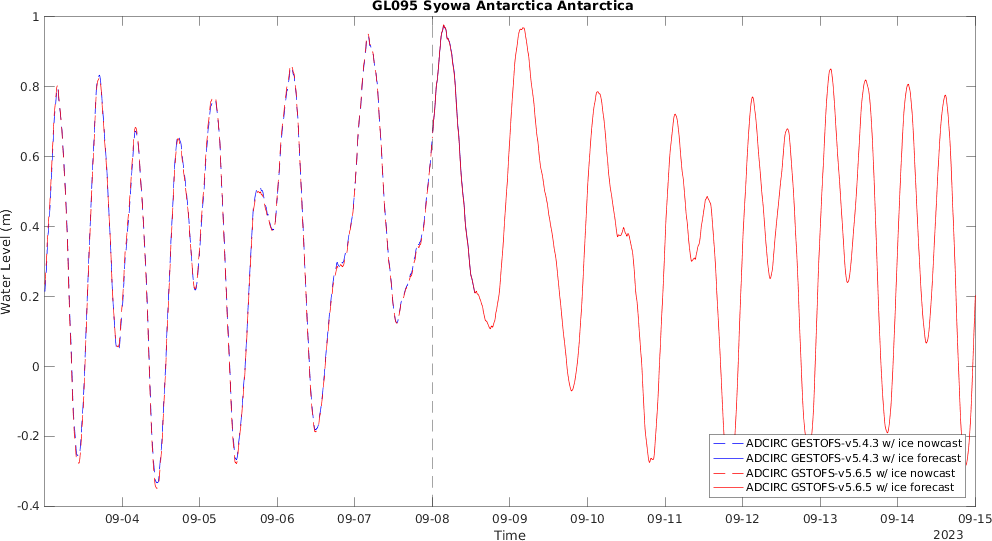 GL095 Syowa Antarctica Antarctica
1
0.8
0.6
0.4
0.2
0
-0.2
-0.4
Water Level (m)
ADCIRC GESTOFS-v5.4.3 w/ ice nowcast
ADCIRC GESTOFS-v5.4.3 w/ ice forecast
ADCIRC GSTOFS-v5.6.5 w/ ice nowcast
ADCIRC GSTOFS-v5.6.5 w/ ice forecast
09-04 09-05 09-06 09-07 09-08 09-09 09-10 09-11 09-12 09-13 09-14 09-15
Time
2023